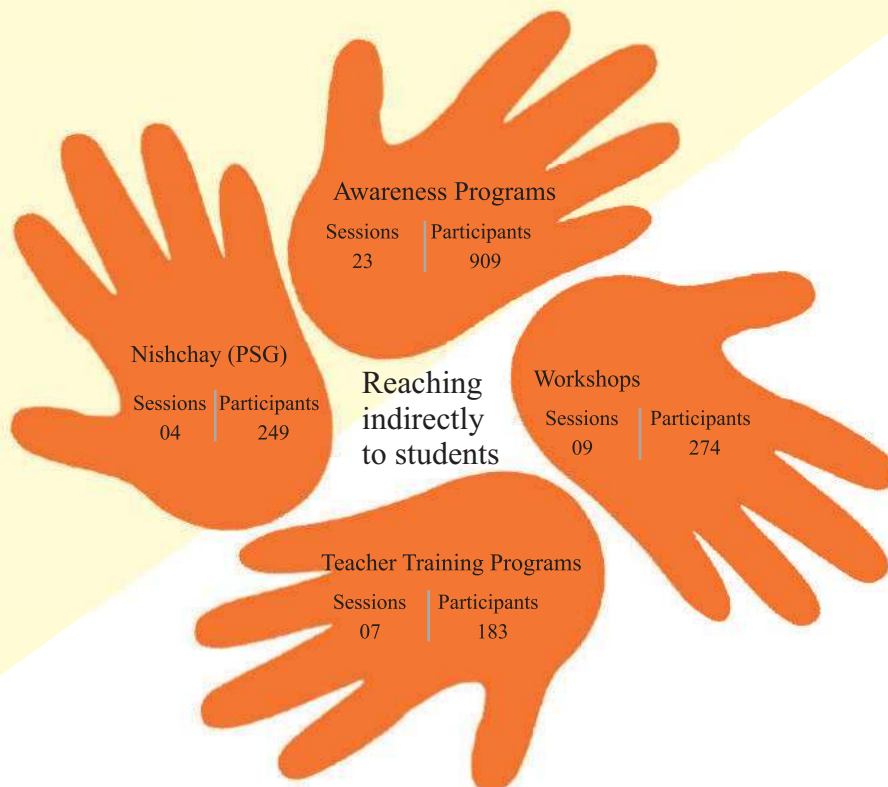 Awareness Programs
Sessions Participants
23 909
Nishchay (PSG)
Sessions Participants
04 249
Reaching
indirectly
to students
Workshops
Sessions Participants
09 274
Teacher Training Programs
Sessions Participants
07 183